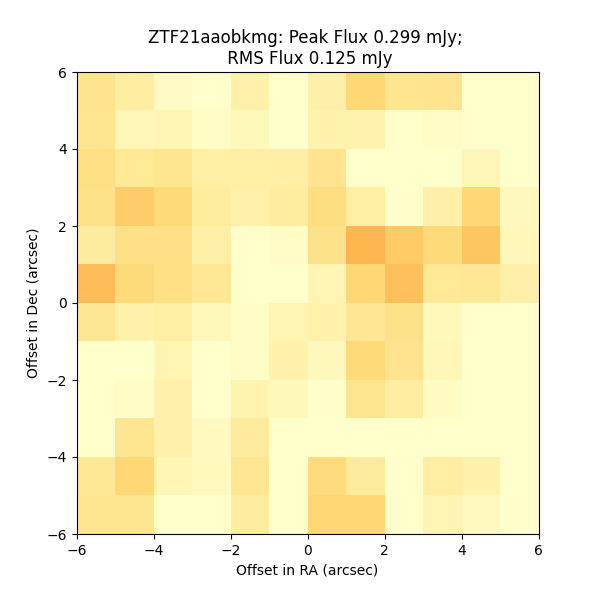 ZTF21aaobkmg: Peak Flux 0.299 mJy;
RMS Flux 0.125 mJy
6
4
2
0
−2
−4
−6
Offset in Dec (arcsec)
−6 −4 −2 0 2 4 6
Offset in RA (arcsec)